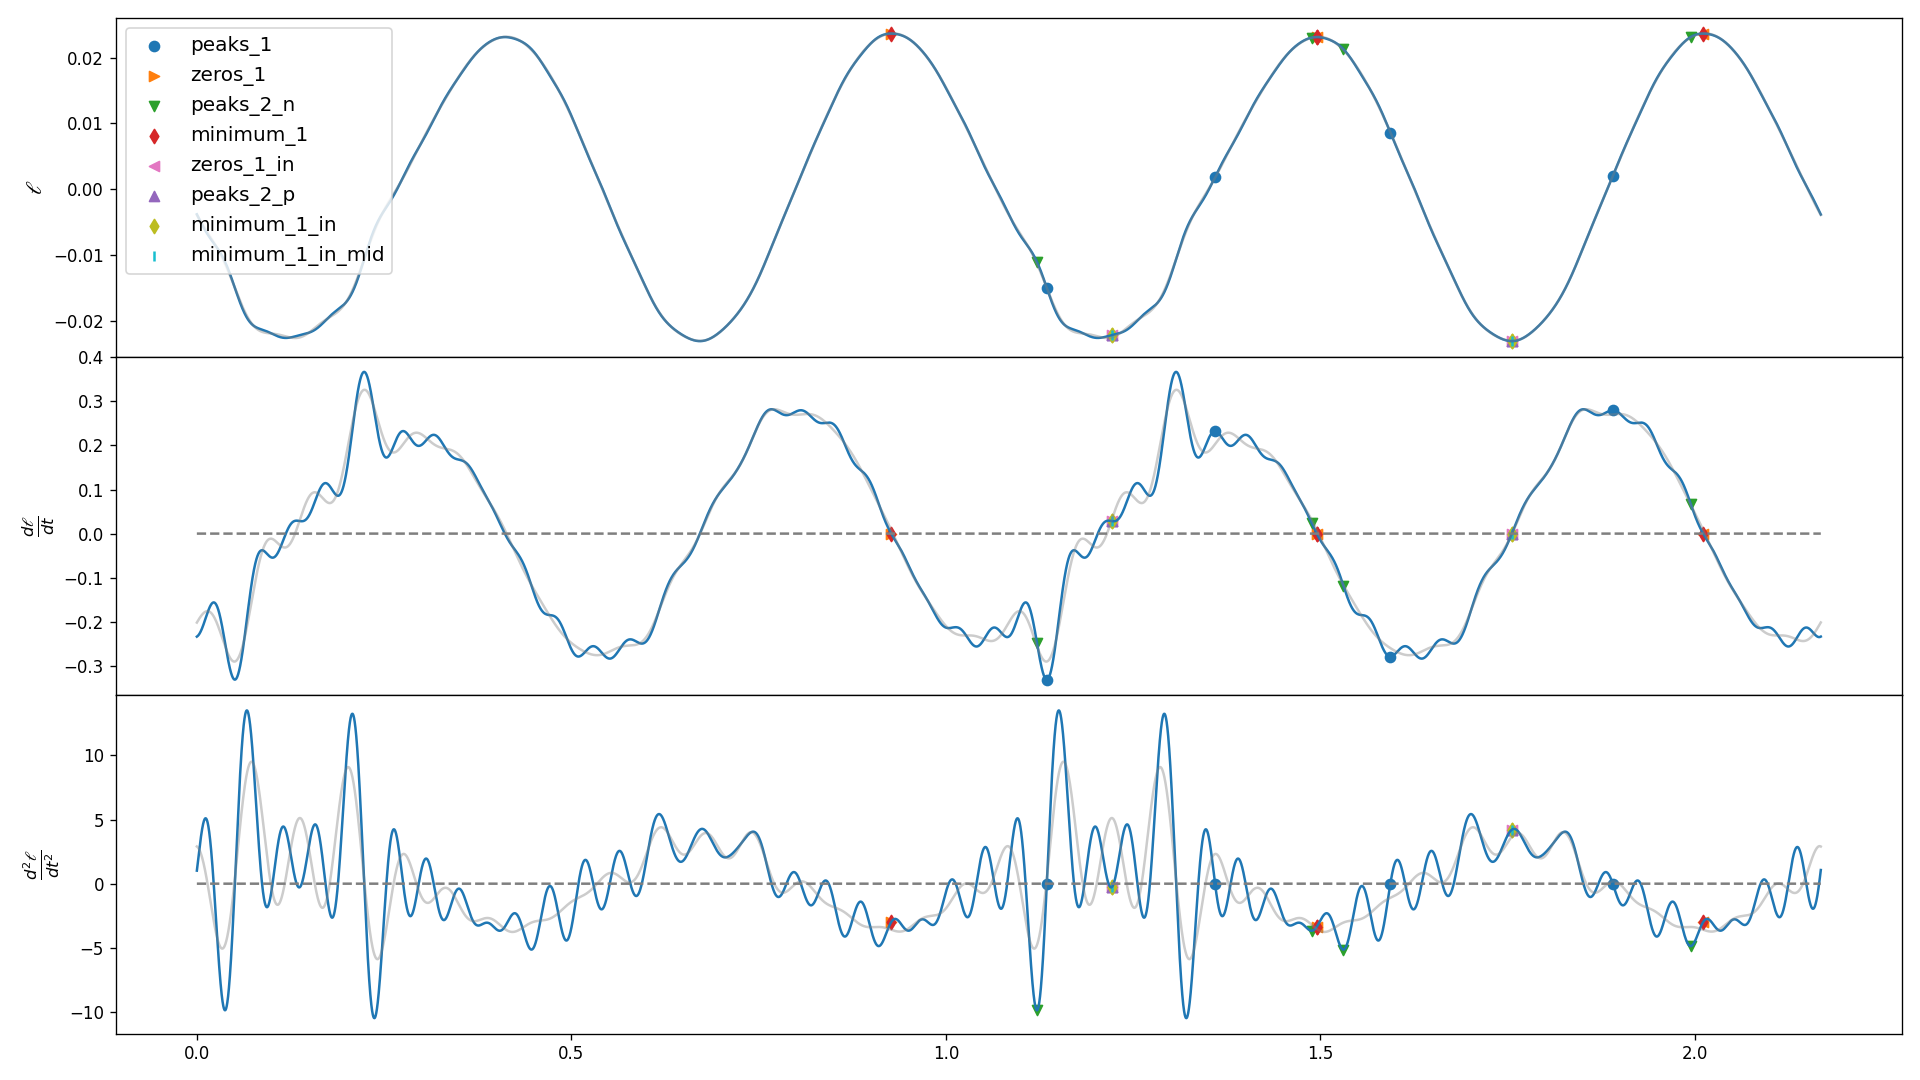 peaks_1
zeros_1
peaks_2_n
minimum_1
zeros_1_in
peaks_2_p
minimum_1_in
minimum_1_in_mid
0.02
0.01
0.00
−0.01
−0.02
ℓ
0.4
0.3
0.2
0.1
0.0
−0.1
−0.2
−0.3
dℓ
dt
10
5
0
−5
−10
d²ℓ
dt²
0.0 0.5 1.0 1.5 2.0